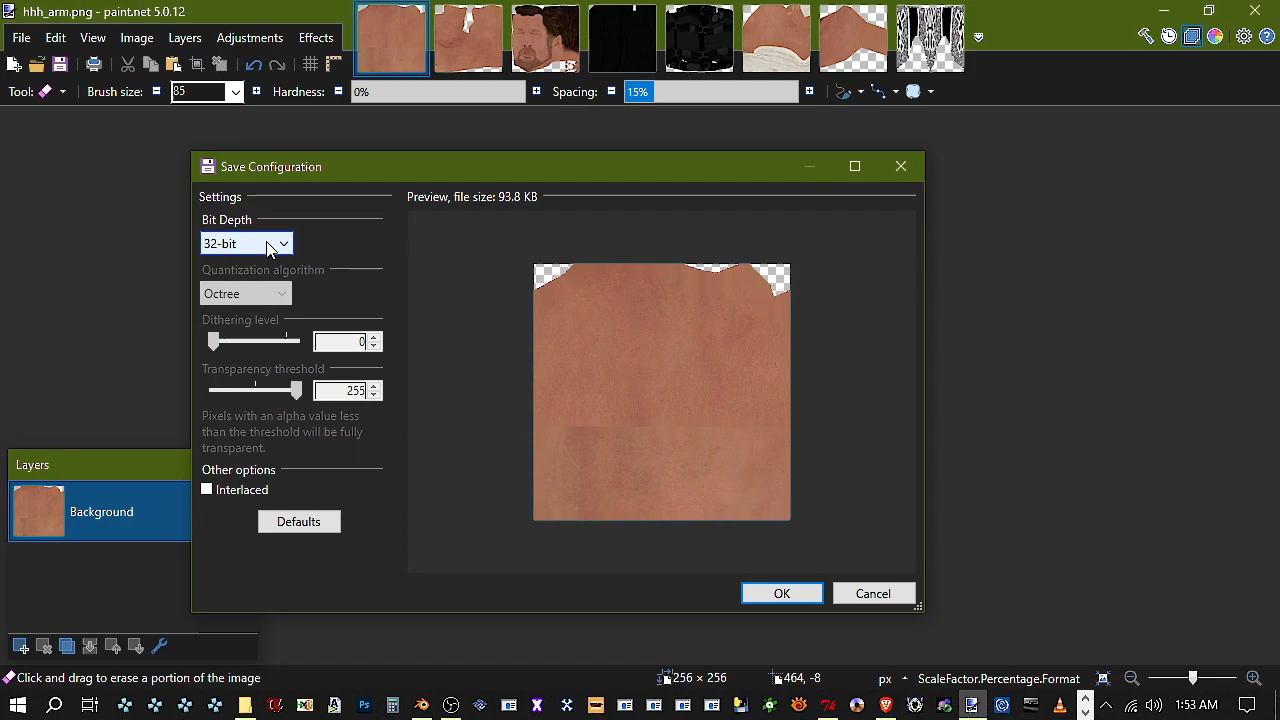 hhh_arm.png - paint.net 5.0.12
File Edit View Image Layers Adjustments Effects
Tool: Brush size: 85 Hardness: 0% Spacing: 15%
Save Configuration
Settings
Preview, file size: 93.8 KB
Bit Depth
32-bit
Quantization algorithm
Octree
Dithering level
0
Transparency threshold
255
Pixels with an alpha value less
than the threshold will be fully
transparent.
Other options
Interlaced
Defaults
OK Cancel
Layers
Background
Click and drag to erase a portion of the image
256 × 256
464, -8
px
ScaleFactor.Percentage.Format
1:53 AM